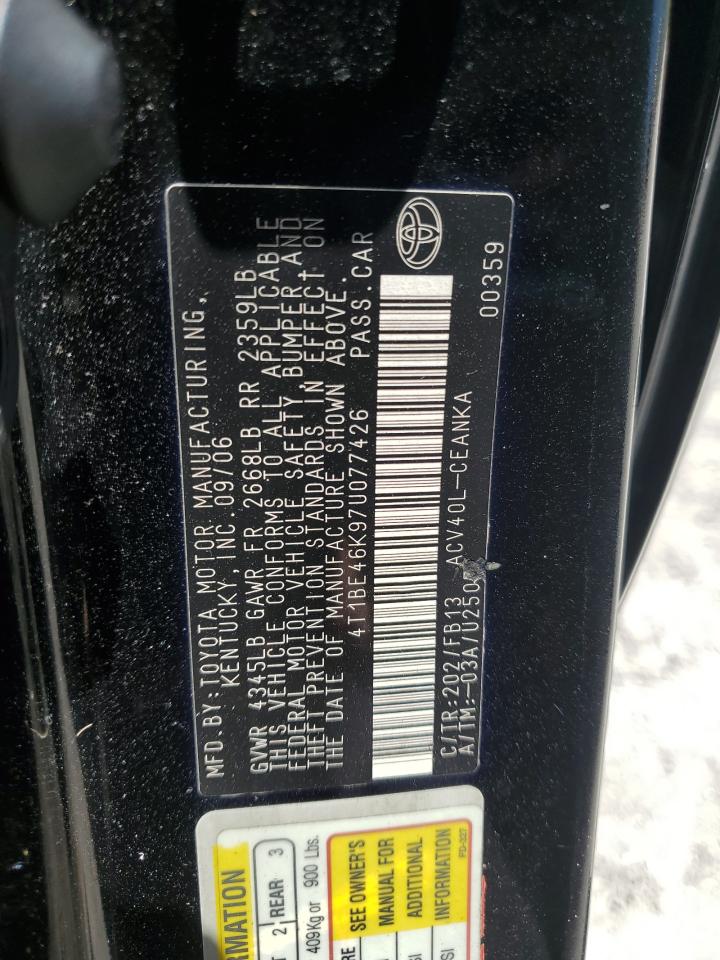 MFD. BY: TOYOTA MOTOR MANUFACTURING,
KENTUCKY, INC. 09/06
GVWR 4345LB GAWR FR 2668LB RR 2359LB
THIS VEHICLE CONFORMS TO ALL APPLICABLE
FEDERAL MOTOR VEHICLE SAFETY, BUMPER, AND
THEFT PREVENTION STANDARDS IN EFFECT ON
THE DATE OF MANUFACTURE SHOWN ABOVE.
4T1BE46K97U077426 PASS. CAR
C/TR:202/FB13 ACV40L-CEANKA
A/TM:-03A/U250 00359
RMATION
2 REAR 3
409Kg or 900 Lbs.
SEE OWNER'S
MANUAL FOR
ADDITIONAL
INFORMATION
PD-327